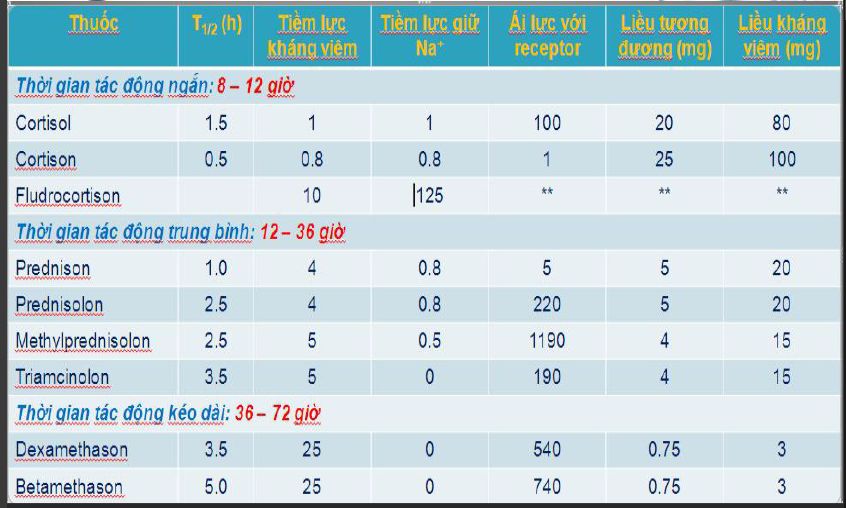 Thuốc T1/2 (h) Tiềm lực kháng viêm Tiềm lực giữ Na+ Ái lực với receptor Liều tương đương (mg) Liều kháng viêm (mg)
Thời gian tác động ngắn: 8 – 12 giờ
Cortisol 1.5 1 1 100 20 80
Cortison 0.5 0.8 0.8 1 25 100
Fludrocortison 10 125 ** ** **
Thời gian tác động trung bình: 12 – 36 giờ
Prednison 1.0 4 0.8 5 5 20
Prednisolon 2.5 4 0.8 220 5 20
Methylprednisolon 2.5 5 0.5 1190 4 15
Triamcinolon 3.5 5 0 190 4 15
Thời gian tác động kéo dài: 36 – 72 giờ
Dexamethason 3.5 25 0 540 0.75 3
Betamethason 5.0 25 0 740 0.75 3